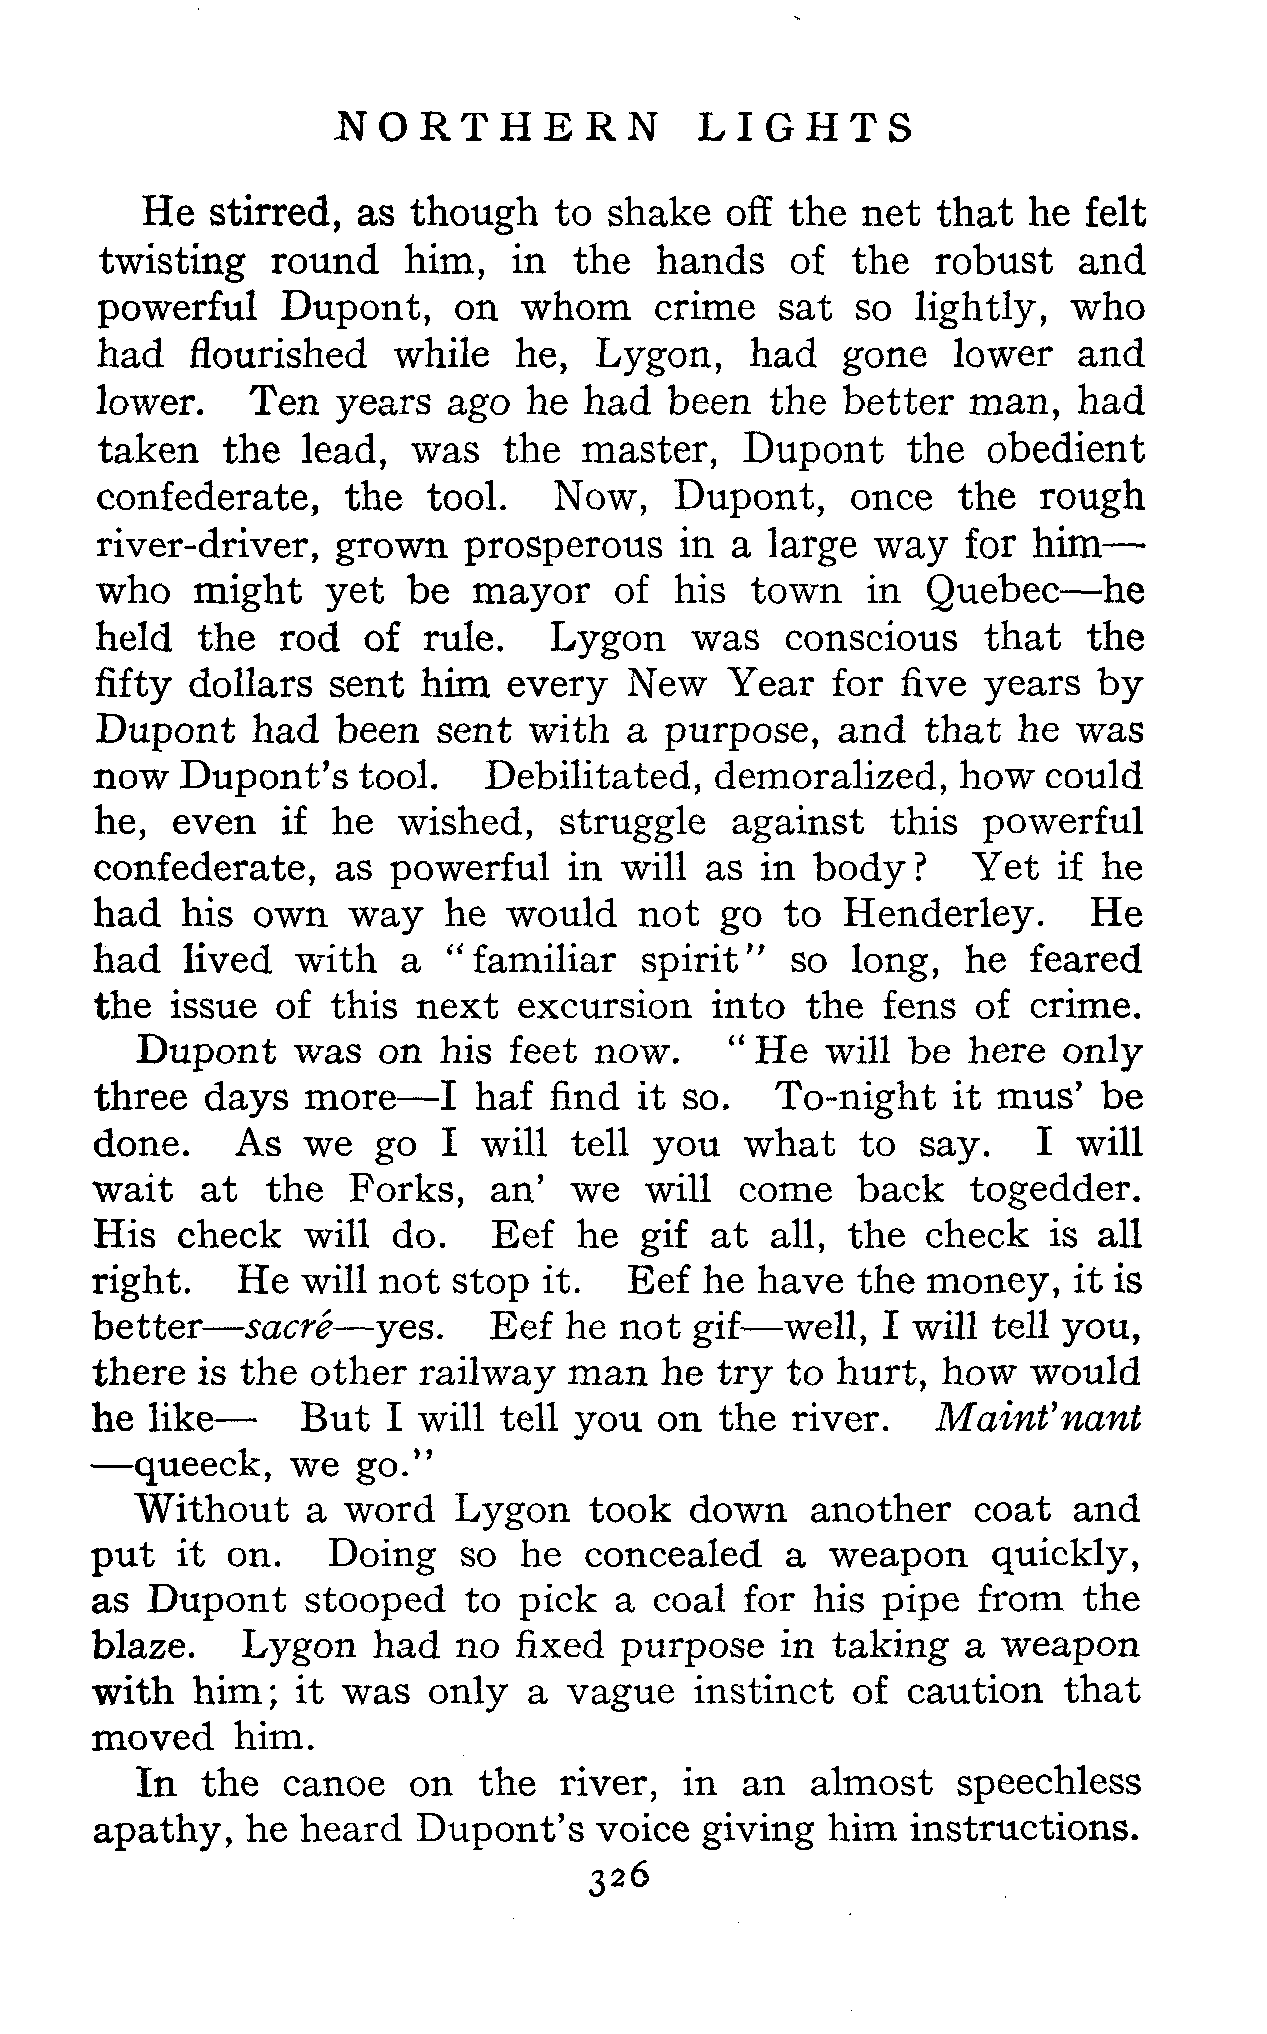 NORTHERN LIGHTS
He stirred, as though to shake off the net that he felt
twisting round him, in the hands of the robust and
powerful Dupont, on whom crime sat so lightly, who
had flourished while he, Lygon, had gone lower and
lower. Ten years ago he had been the better man, had
taken the lead, was the master, Dupont the obedient
confederate, the tool. Now, Dupont, once the rough
river-driver, grown prosperous in a large way for him—
who might yet be mayor of his town in Quebec—he
held the rod of rule. Lygon was conscious that the
fifty dollars sent him every New Year for five years by
Dupont had been sent with a purpose, and that he was
now Dupont's tool. Debilitated, demoralized, how could
he, even if he wished, struggle against this powerful
confederate, as powerful in will as in body? Yet if he
had his own way he would not go to Henderley. He
had lived with a "familiar spirit" so long, he feared
the issue of this next excursion into the fens of crime.
Dupont was on his feet now. "He will be here only
three days more—I haf find it so. To-night it mus' be
done. As we go I will tell you what to say. I will
wait at the Forks, an' we will come back togedder.
His check will do. Eef he gif at all, the check is all
right. He will not stop it. Eef he have the money, it is
better—sacré—yes. Eef he not gif—well, I will tell you,
there is the other railway man he try to hurt, how would
he like— But I will tell you on the river. Maint'nant
—queeck, we go."
Without a word Lygon took down another coat and
put it on. Doing so he concealed a weapon quickly,
as Dupont stooped to pick a coal for his pipe from the
blaze. Lygon had no fixed purpose in taking a weapon
with him; it was only a vague instinct of caution that
moved him.
In the canoe on the river, in an almost speechless
apathy, he heard Dupont's voice giving him instructions.
326